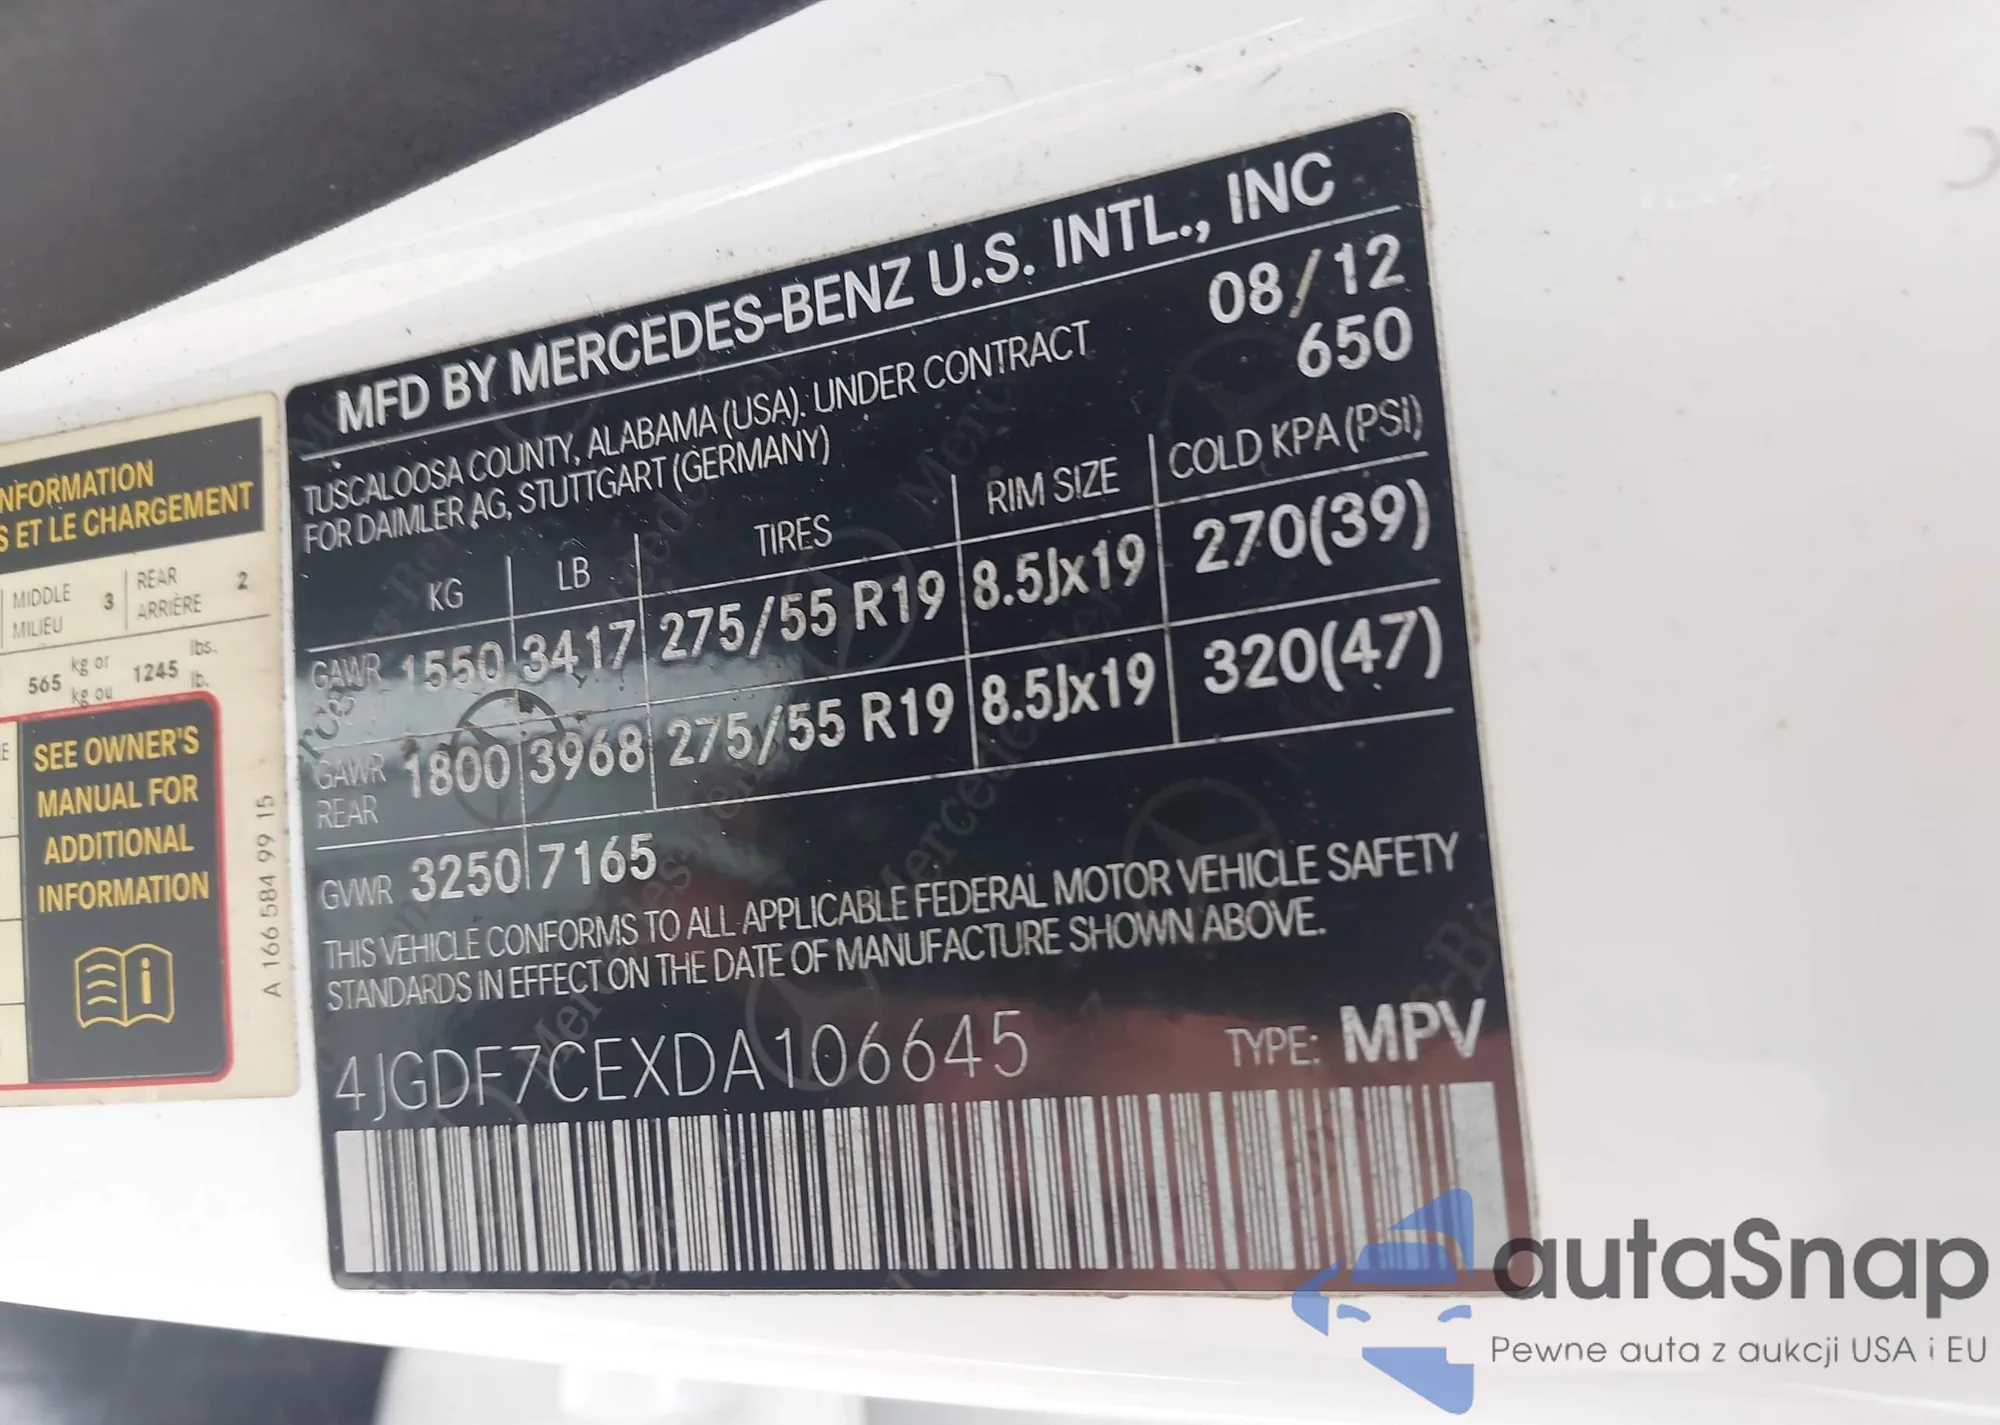 NFORMATION
S ET LE CHARGEMENT
MIDDLE
MILIEU
3
REAR
ARRIÈRE
2
565 kg or
kg ou
1245 lbs.
lb.
SEE OWNER'S
MANUAL FOR
ADDITIONAL
INFORMATION
A 166 584 99 15
MFD BY MERCEDES-BENZ U.S. INTL., INC
TUSCALOOSA COUNTY, ALABAMA (USA). UNDER CONTRACT
FOR DAIMLER AG, STUTTGART (GERMANY)
08/12
650
KG LB TIRES RIM SIZE COLD KPA (PSI)
GAWR 1550 3417 275/55 R19 8.5Jx19 270(39)
GAWR
REAR 1800 3968 275/55 R19 8.5Jx19 320(47)
GVWR 3250 7165
THIS VEHICLE CONFORMS TO ALL APPLICABLE FEDERAL MOTOR VEHICLE SAFETY
STANDARDS IN EFFECT ON THE DATE OF MANUFACTURE SHOWN ABOVE.
4JGDF7CEXDA106645 TYPE: MPV
autaSnap
Pewne auta z aukcji USA i EU